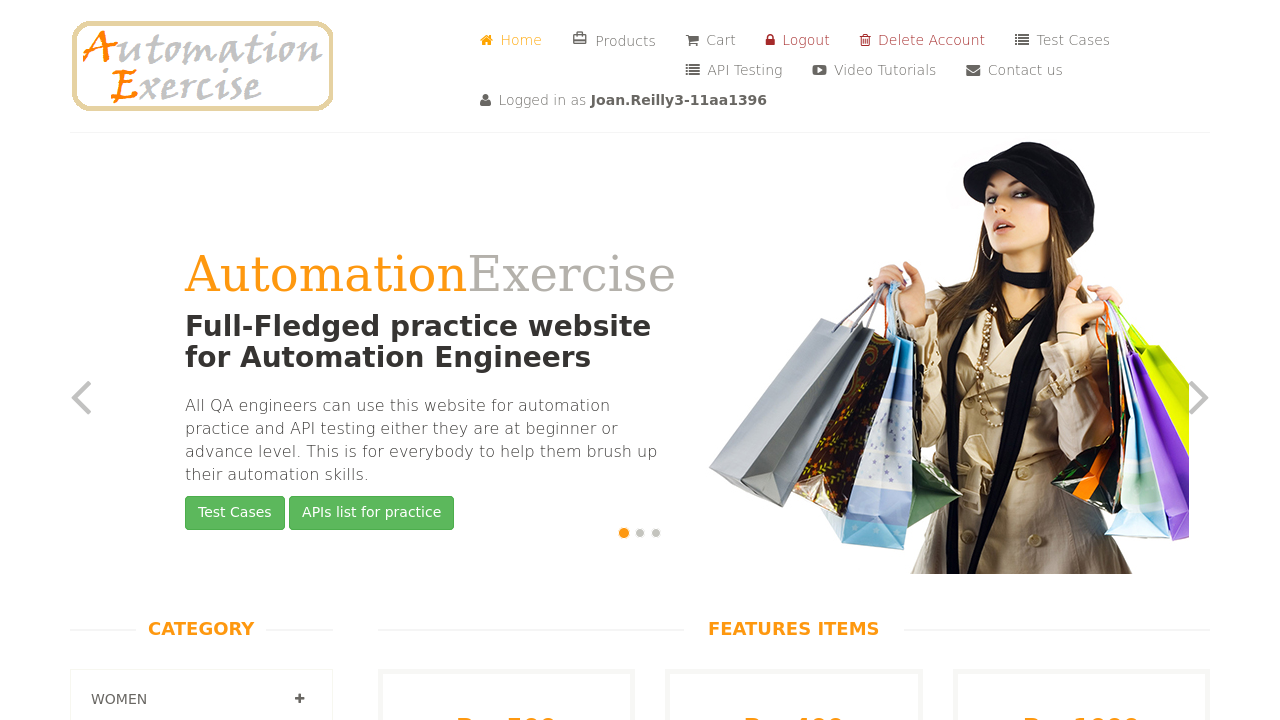 Automation
Exercise
Home
Products
Cart
Logout
Delete Account
Test Cases
API Testing
Video Tutorials
Contact us
Logged in as Joan.Reilly3-11aa1396
AutomationExercise
Full-Fledged practice website
for Automation Engineers
All QA engineers can use this website for automation
practice and API testing either they are at beginner or
advance level. This is for everybody to help them brush up
their automation skills.
Test Cases
APIs list for practice
CATEGORY
FEATURES ITEMS
WOMEN